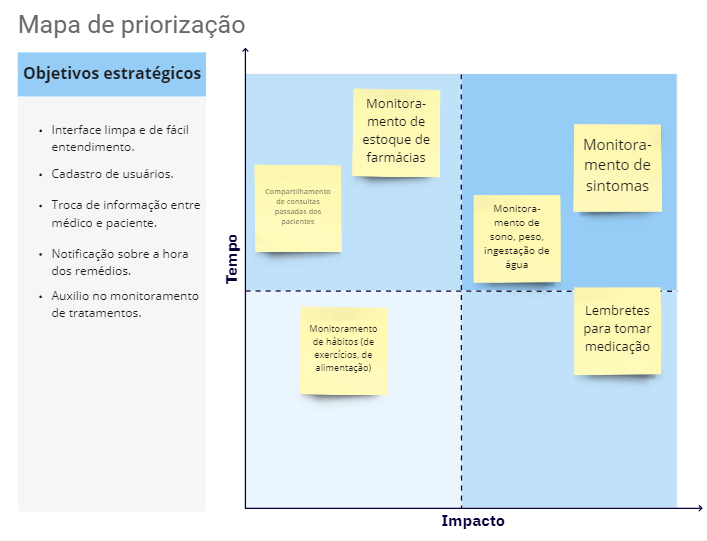 Mapa de priorização
Objetivos estratégicos
• Interface limpa e de fácil
entendimento.
• Cadastro de usuários.
• Troca de informação entre
médico e paciente.
• Notificação sobre a hora
dos remédios.
• Auxilio no monitoramento
de tratamentos.
Tempo
Monitora-
mento de
estoque de
farmácias
Compartilhamento
de consultas
passadas dos
pacientes
Monitora-
mento de
sintomas
Monitora-
mento de
sono, peso,
ingestação de
água
Monitoramento
de hábitos (de
exercícios, de
alimentação)
Lembretes
para tomar
medicação
Impacto